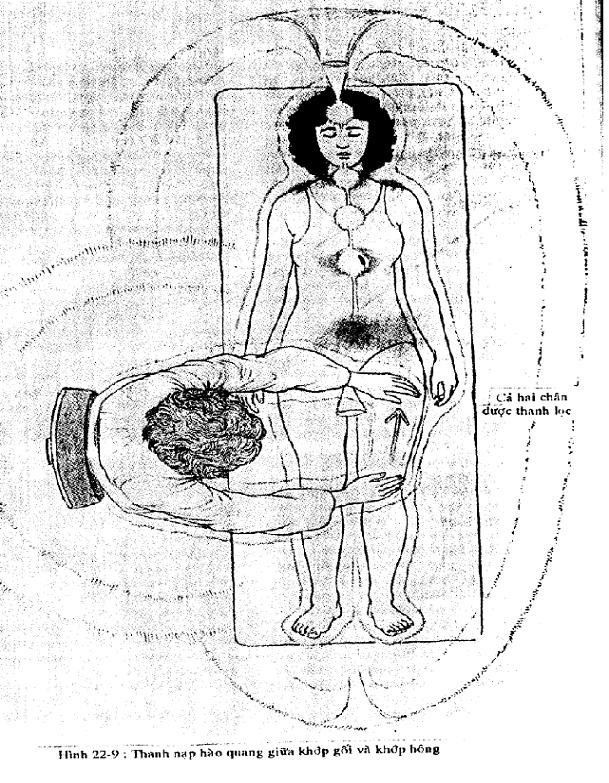 Cả hai chân
được thanh lọc
Hình 22-9 : Thanh nạp hào quang giữa khớp gối và khớp hông